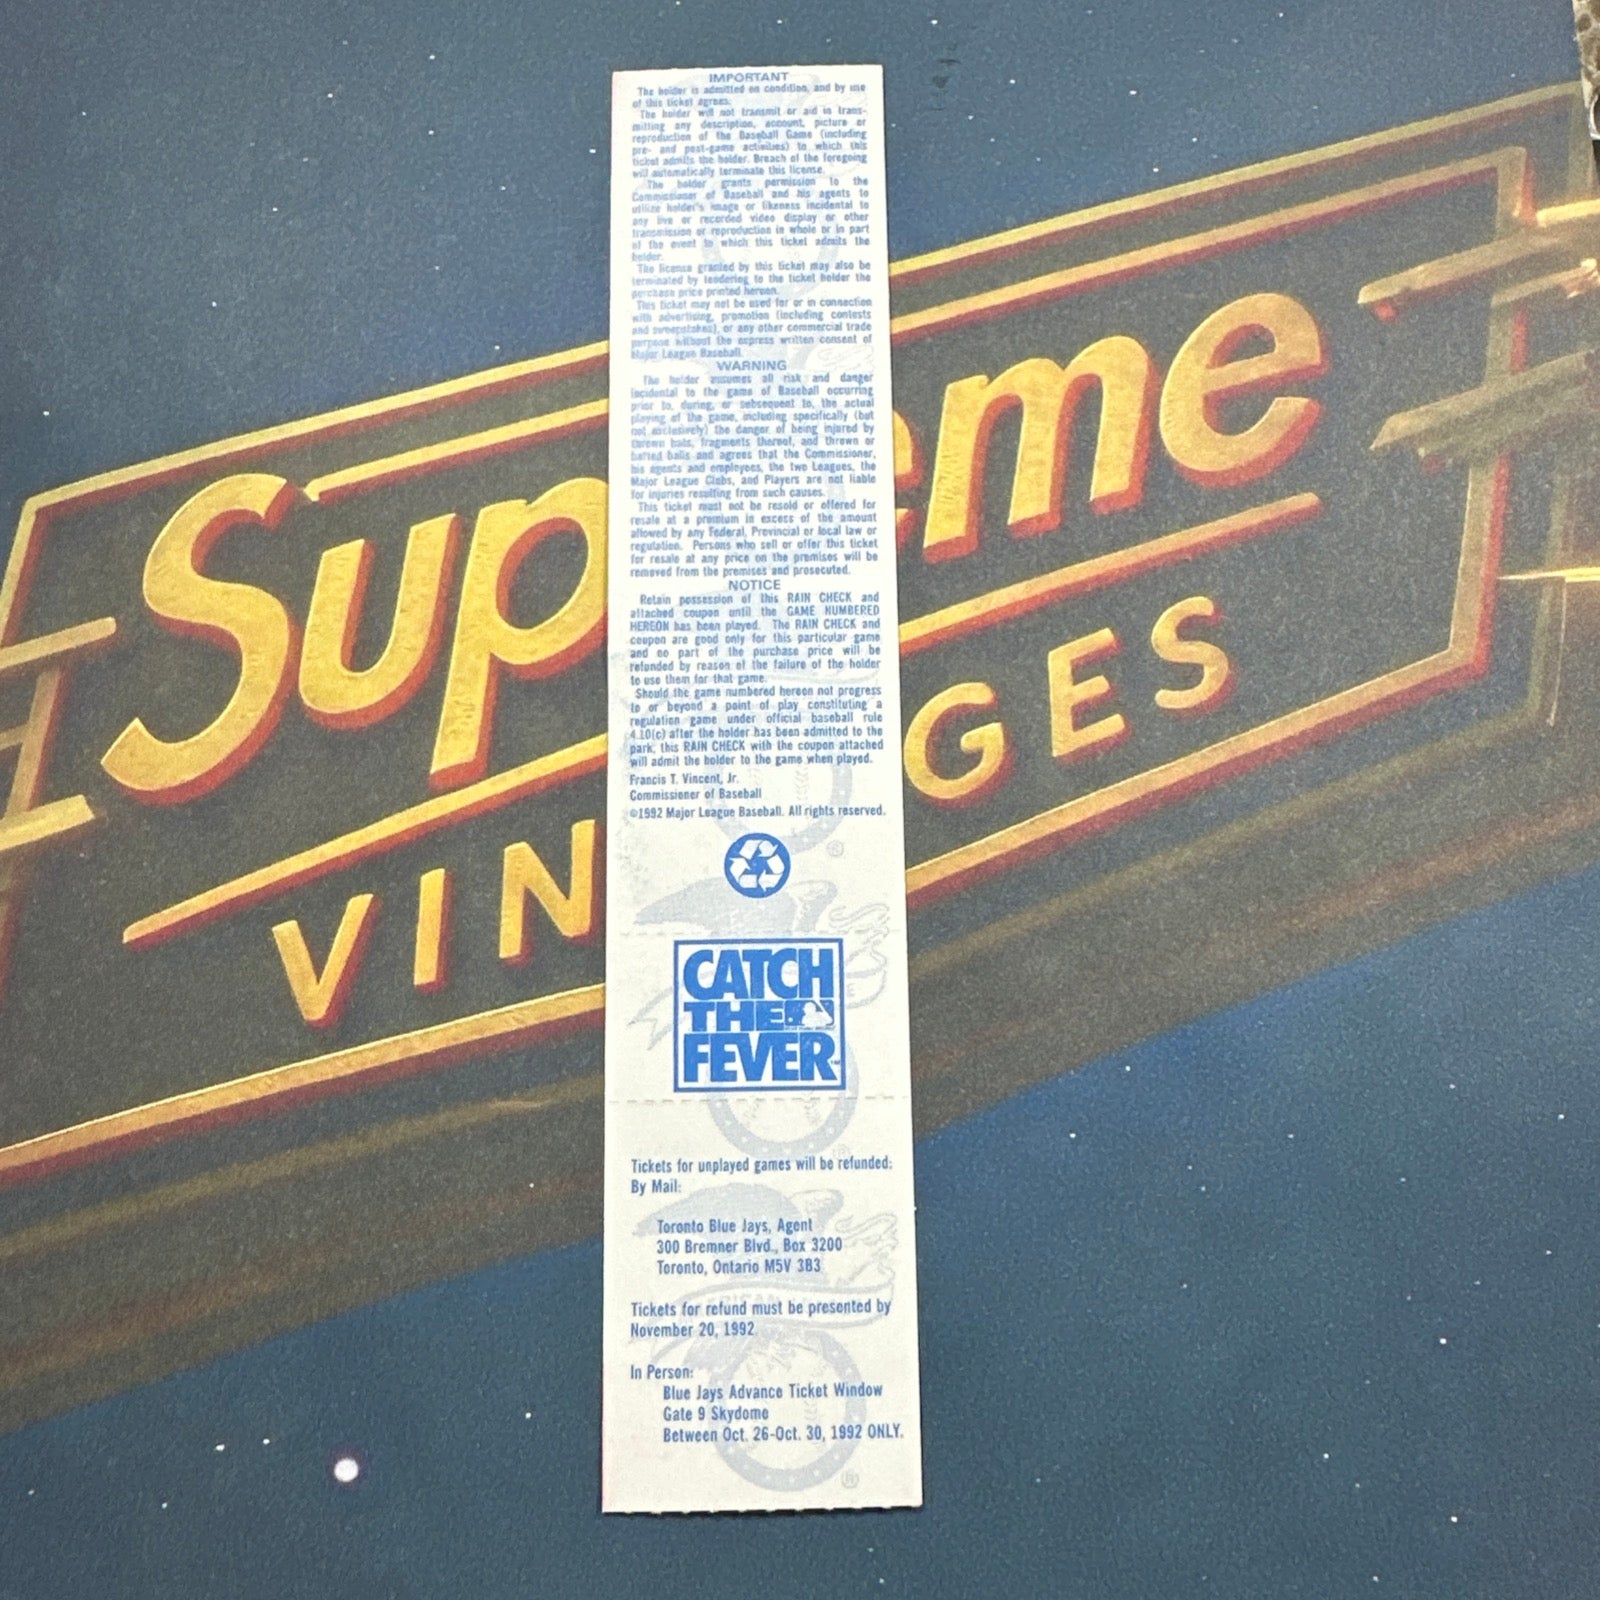 IMPORTANT
The holder is admitted on condition, and by use
of this ticket agrees:
The holder will not transmit or aid in trans-
mitting any description, account, picture or
reproduction of the Baseball Game (including
pre- and post-game activities) to which this
ticket admits the holder. Breach of the foregoing
will automatically terminate this license.
The holder grants permission to the
Commissioner of Baseball and his agents to
utilize holder's image or likeness incidental to
any live or recorded video display or other
transmission or reproduction in whole or in part
of the event to which this ticket admits the
holder.
The license granted by this ticket may also be
terminated by tendering to the ticket holder the
purchase price printed hereon.
This ticket may not be used for or in connection
with advertising, promotion (including contests
and sweepstakes), or any other commercial trade
purpose without the express written consent of
Major League Baseball.
WARNING
The holder assumes all risk and danger
incidental to the game of Baseball occurring
prior to, during, or subsequent to, the actual
playing of the game, including specifically (but
not exclusively) the danger of being injured by
thrown bats, fragments thereof, and thrown or
batted balls and agrees that the Commissioner,
his agents and employees, the two Leagues, the
Major League Clubs, and Players are not liable
for injuries resulting from such causes.
This ticket must not be resold or offered for
resale at a premium in excess of the amount
allowed by any Federal, Provincial or local law or
regulation. Persons who sell or offer this ticket
for resale at any price on the premises will be
removed from the premises and prosecuted.
NOTICE
Retain possession of this RAIN CHECK and
attached coupon until the GAME NUMBERED
HEREON has been played. The RAIN CHECK and
coupon are good only for this particular game
and no part of the purchase price will be
refunded by reason of the failure of the holder
to use them for that game.
Should the game numbered hereon not progress
to or beyond a point of play constituting a
regulation game under official baseball rule
4.10(c) after the holder has been admitted to the
park, this RAIN CHECK with the coupon attached
will admit the holder to the game when played.
Francis T. Vincent, Jr.
Commissioner of Baseball
©1992 Major League Baseball. All rights reserved.
CATCH
THE
FEVER
Tickets for unplayed games will be refunded:
By Mail:
Toronto Blue Jays, Agent
300 Bremner Blvd., Box 3200
Toronto, Ontario M5V 3B3
Tickets for refund must be presented by
November 20, 1992
In Person:
Blue Jays Advance Ticket Window
Gate 9 Skydome
Between Oct. 26-Oct. 30, 1992 ONLY.
Sup eme
VIN GES